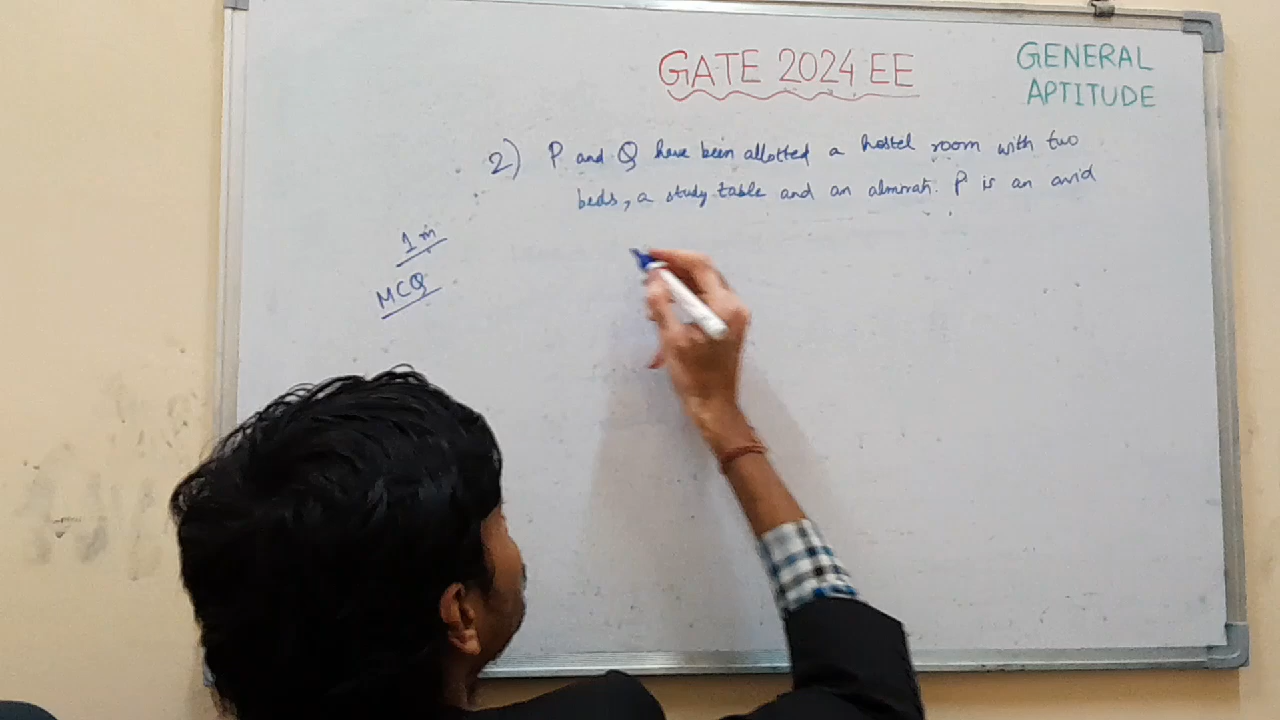 GATE 2024 EE
GENERAL
APTITUDE
2) P and Q have been allotted a hostel room with two
beds, a study table and an almirah. P is an avid
1 m
MCQ